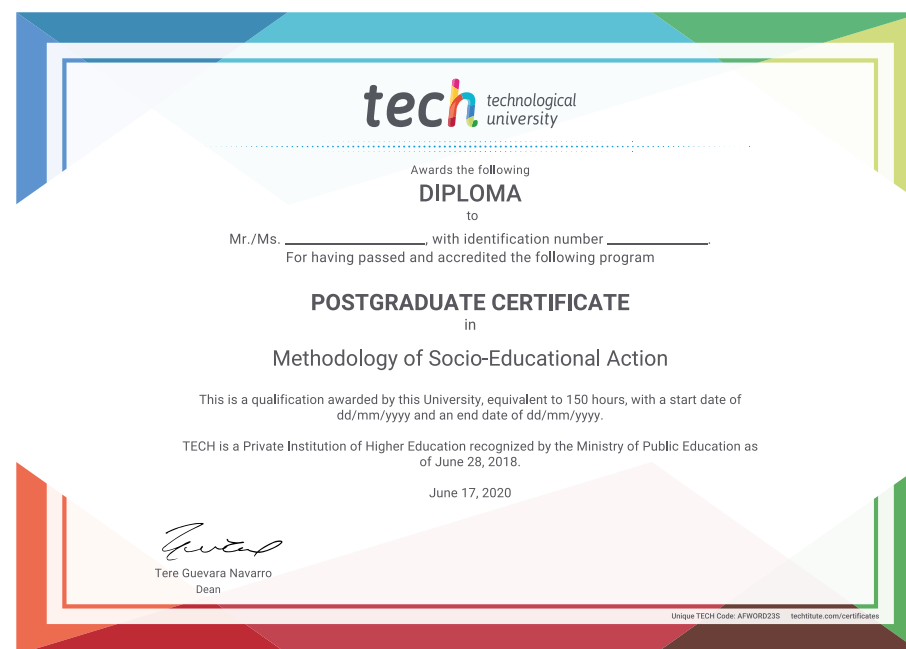 tech technological
university
Awards the following
DIPLOMA
to
Mr./Ms. ____________________, with identification number ______________.
For having passed and accredited the following program
POSTGRADUATE CERTIFICATE
in
Methodology of Socio-Educational Action
This is a qualification awarded by this University, equivalent to 150 hours, with a start date of
dd/mm/yyyy and an end date of dd/mm/yyyy.
TECH is a Private Institution of Higher Education recognized by the Ministry of Public Education as
of June 28, 2018.
June 17, 2020
Tere Guevara Navarro
Dean
Unique TECH Code: AFWORD23S techtitute.com/certificates